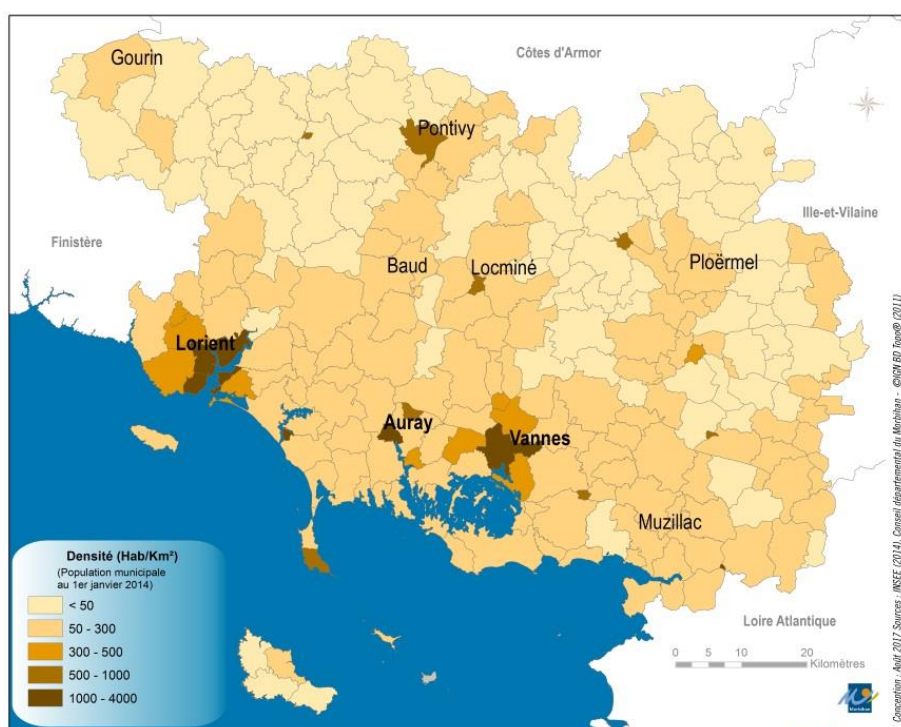 Côtes d'Armor
Gourin
Pontivy
Ille-et-Vilaine
Finistère
Baud
Locminé
Ploërmel
Lorient
Auray
Vannes
Muzillac
Loire Atlantique
Densité (Hab/Km²)
(Population municipale
au 1er janvier 2014)
< 50
50 - 300
300 - 500
500 - 1000
1000 - 4000
0 5 10 20
Kilomètres
Morbihan
Conception : Août 2017 Sources : INSEE (2014), Conseil départemental du Morbihan - ©IGN BD Topo® (2011)